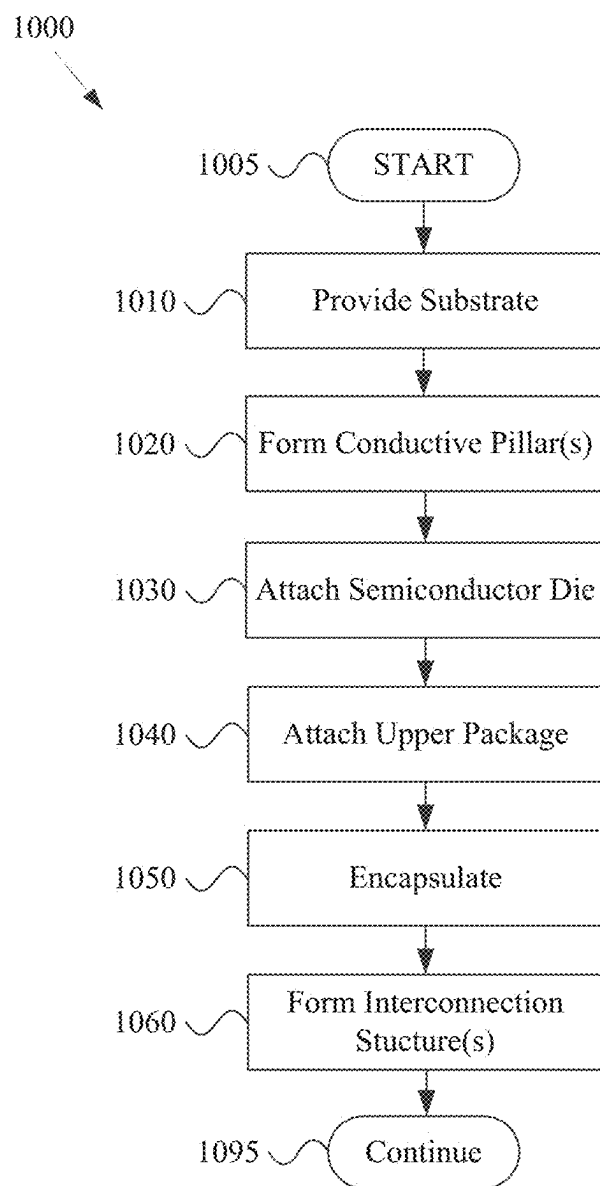 1000
1005 START
1010 Provide Substrate
1020 Form Conductive Pillar(s)
1030 Attach Semiconductor Die
1040 Attach Upper Package
1050 Encapsulate
1060 Form Interconnection
Stucture(s)
1095 Continue